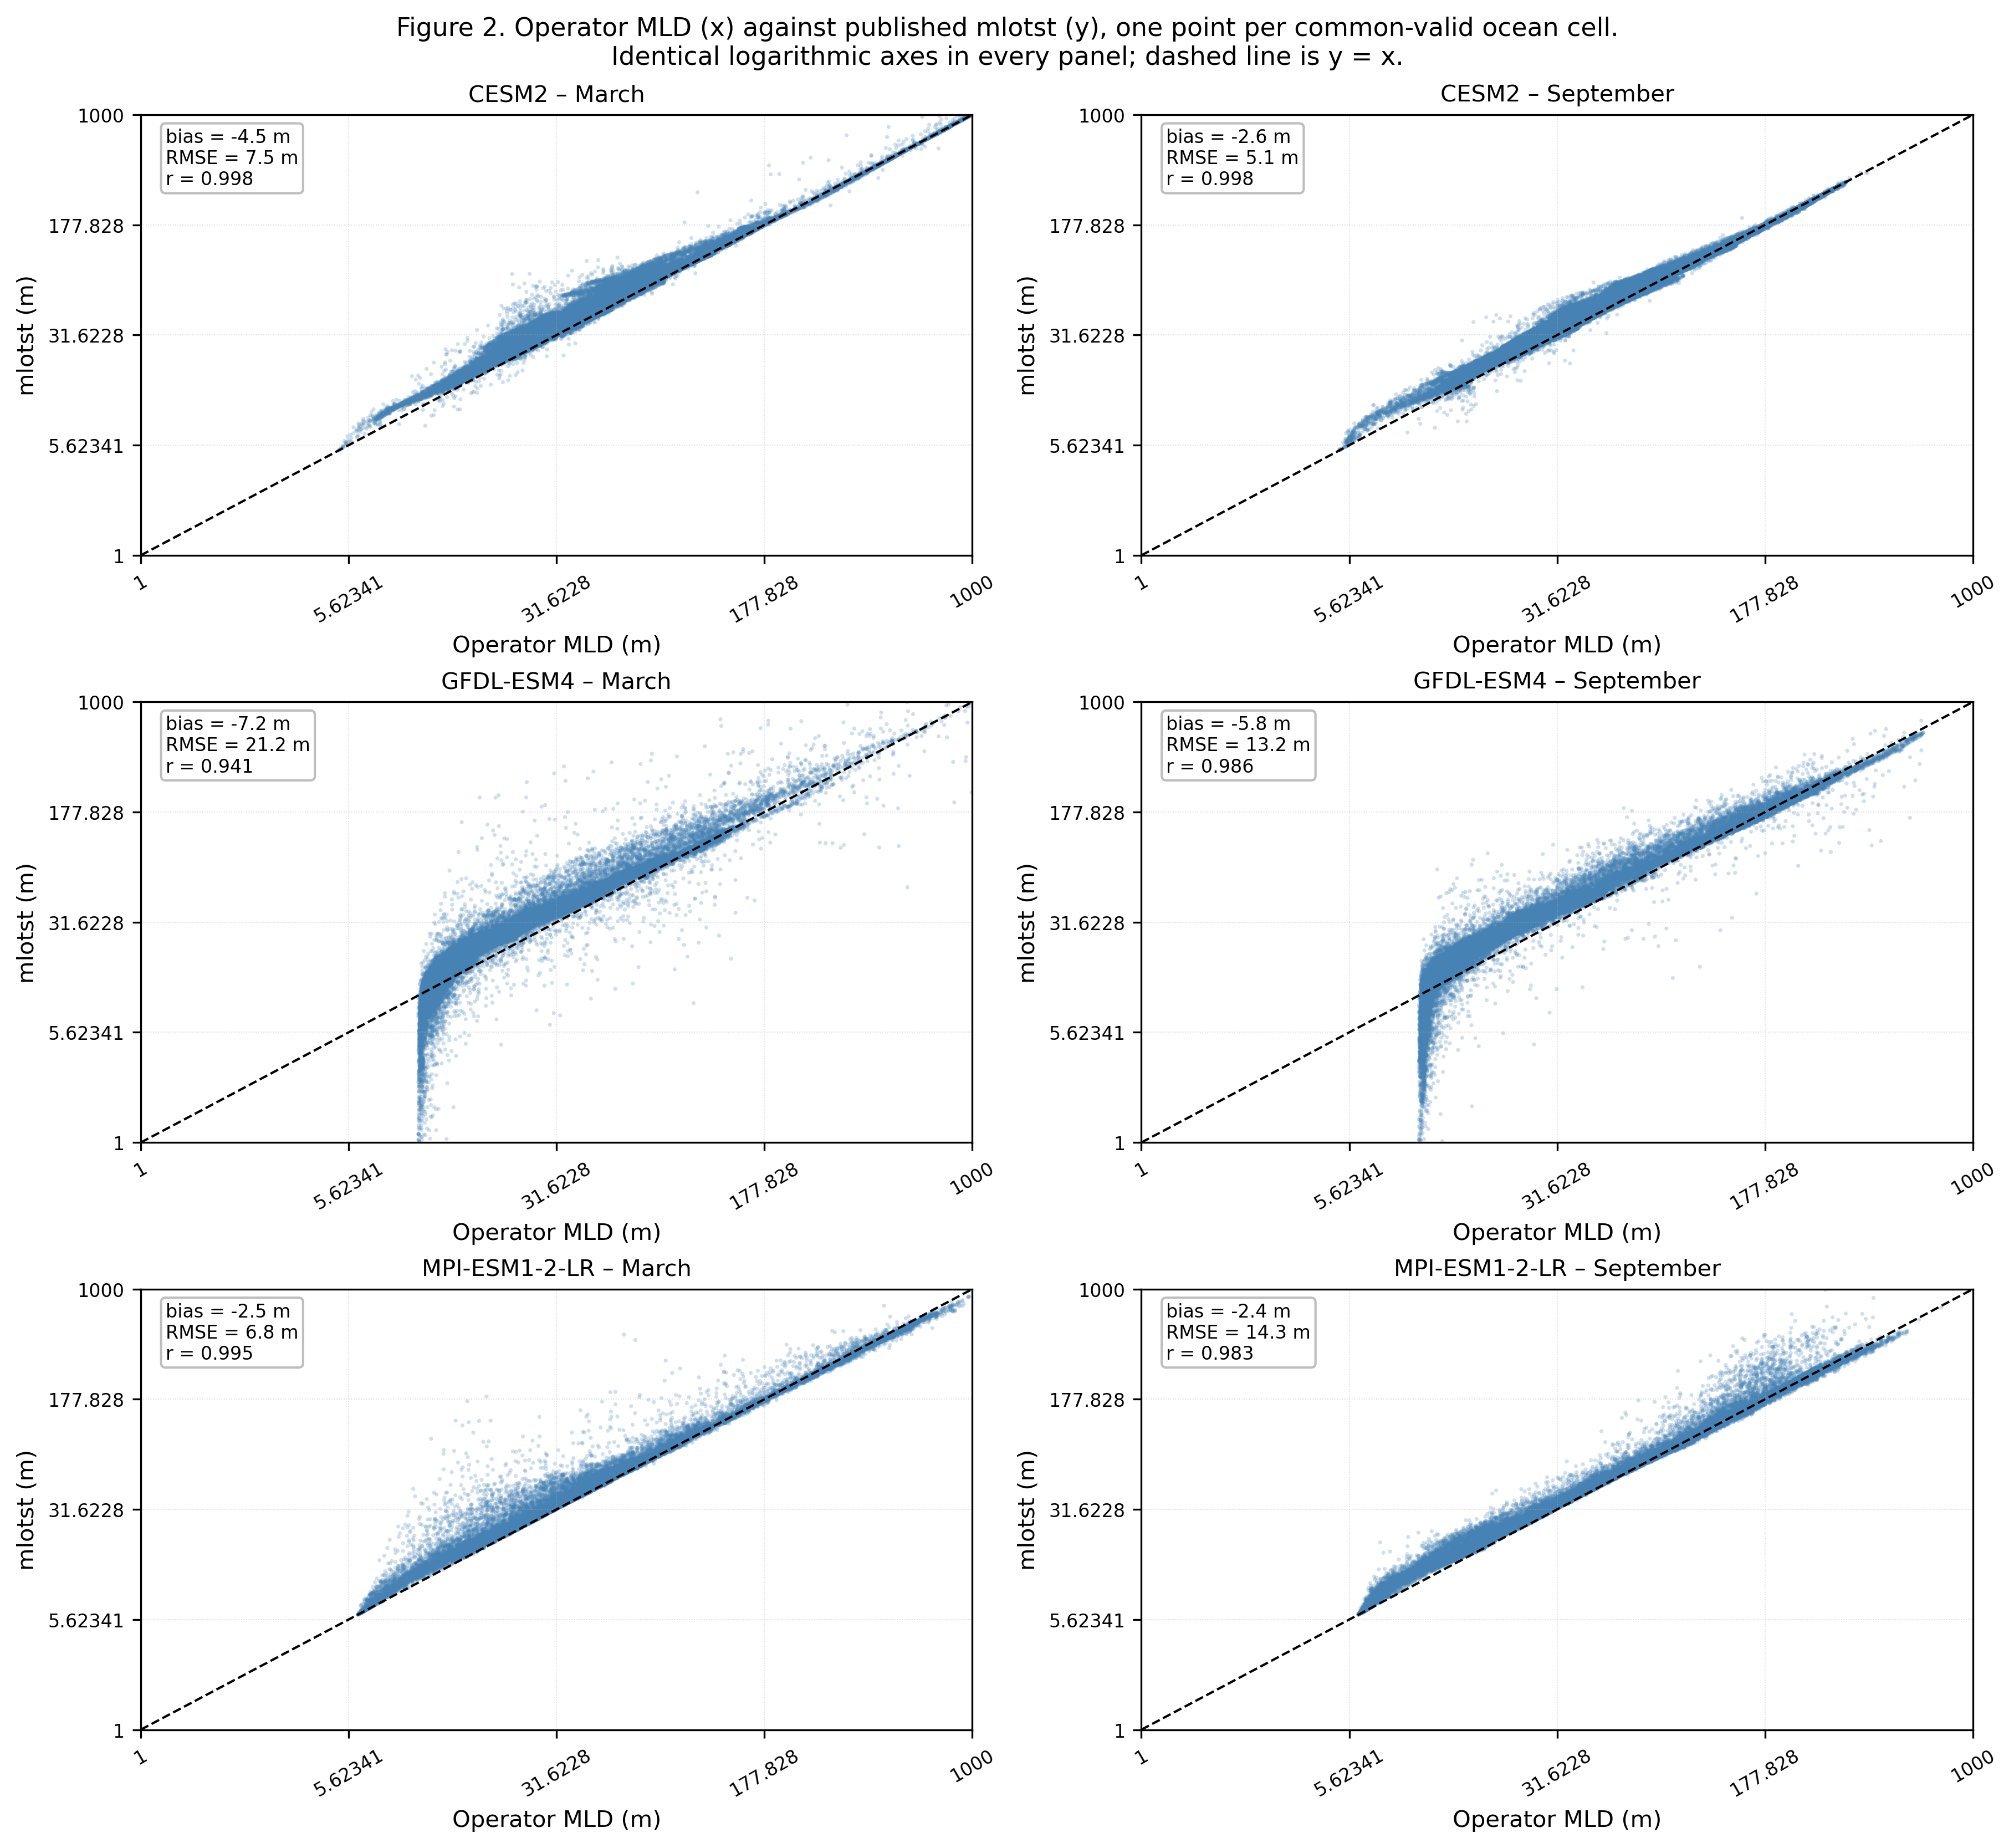 Figure 2. Operator MLD (x) against published mlotst (y), one point per common-valid ocean cell.
Identical logarithmic axes in every panel; dashed line is y = x.
CESM2 – March
bias = -4.5 m
RMSE = 7.5 m
r = 0.998
mlotst (m)
1000
177.828
31.6228
5.62341
1
1
5.62341
31.6228
177.828
1000
Operator MLD (m)
CESM2 – September
bias = -2.6 m
RMSE = 5.1 m
r = 0.998
mlotst (m)
1000
177.828
31.6228
5.62341
1
1
5.62341
31.6228
177.828
1000
Operator MLD (m)
GFDL-ESM4 – March
bias = -7.2 m
RMSE = 21.2 m
r = 0.941
mlotst (m)
1000
177.828
31.6228
5.62341
1
1
5.62341
31.6228
177.828
1000
Operator MLD (m)
GFDL-ESM4 – September
bias = -5.8 m
RMSE = 13.2 m
r = 0.986
mlotst (m)
1000
177.828
31.6228
5.62341
1
1
5.62341
31.6228
177.828
1000
Operator MLD (m)
MPI-ESM1-2-LR – March
bias = -2.5 m
RMSE = 6.8 m
r = 0.995
mlotst (m)
1000
177.828
31.6228
5.62341
1
1
5.62341
31.6228
177.828
1000
Operator MLD (m)
MPI-ESM1-2-LR – September
bias = -2.4 m
RMSE = 14.3 m
r = 0.983
mlotst (m)
1000
177.828
31.6228
5.62341
1
1
5.62341
31.6228
177.828
1000
Operator MLD (m)